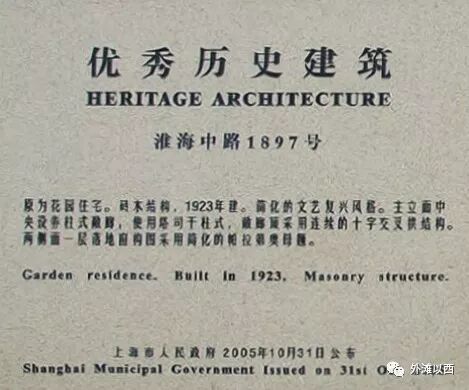 优秀历史建筑
HERITAGE ARCHITECTURE
淮海中路1897号
原为花园住宅。砖木结构，1923年建。简化的文艺复兴风格。主立面中
央设券柱式敞廊，使用塔司干柱式，敞廊顶采用连续的十字交叉拱结构。
两侧面一层落地窗构图采用简化的帕拉弟奥母题。
Garden residence. Built in 1923. Masonry structure.
上海市人民政府 2005年10月31日公布
Shanghai Municipal Government Issued on 31st O
外滩以西